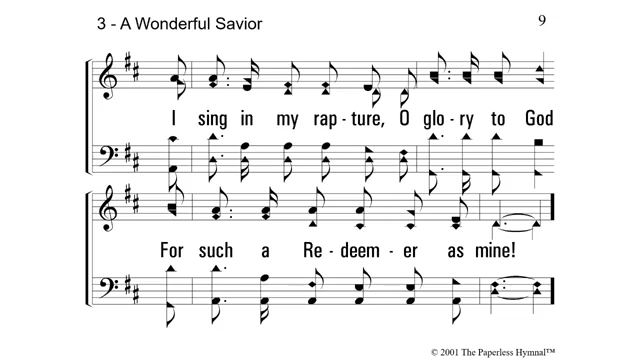 3 - A Wonderful Savior
9
I sing in my rap - ture, O glo - ry to God
For such a Re - deem - er as mine!
© 2001 The Paperless Hymnal™